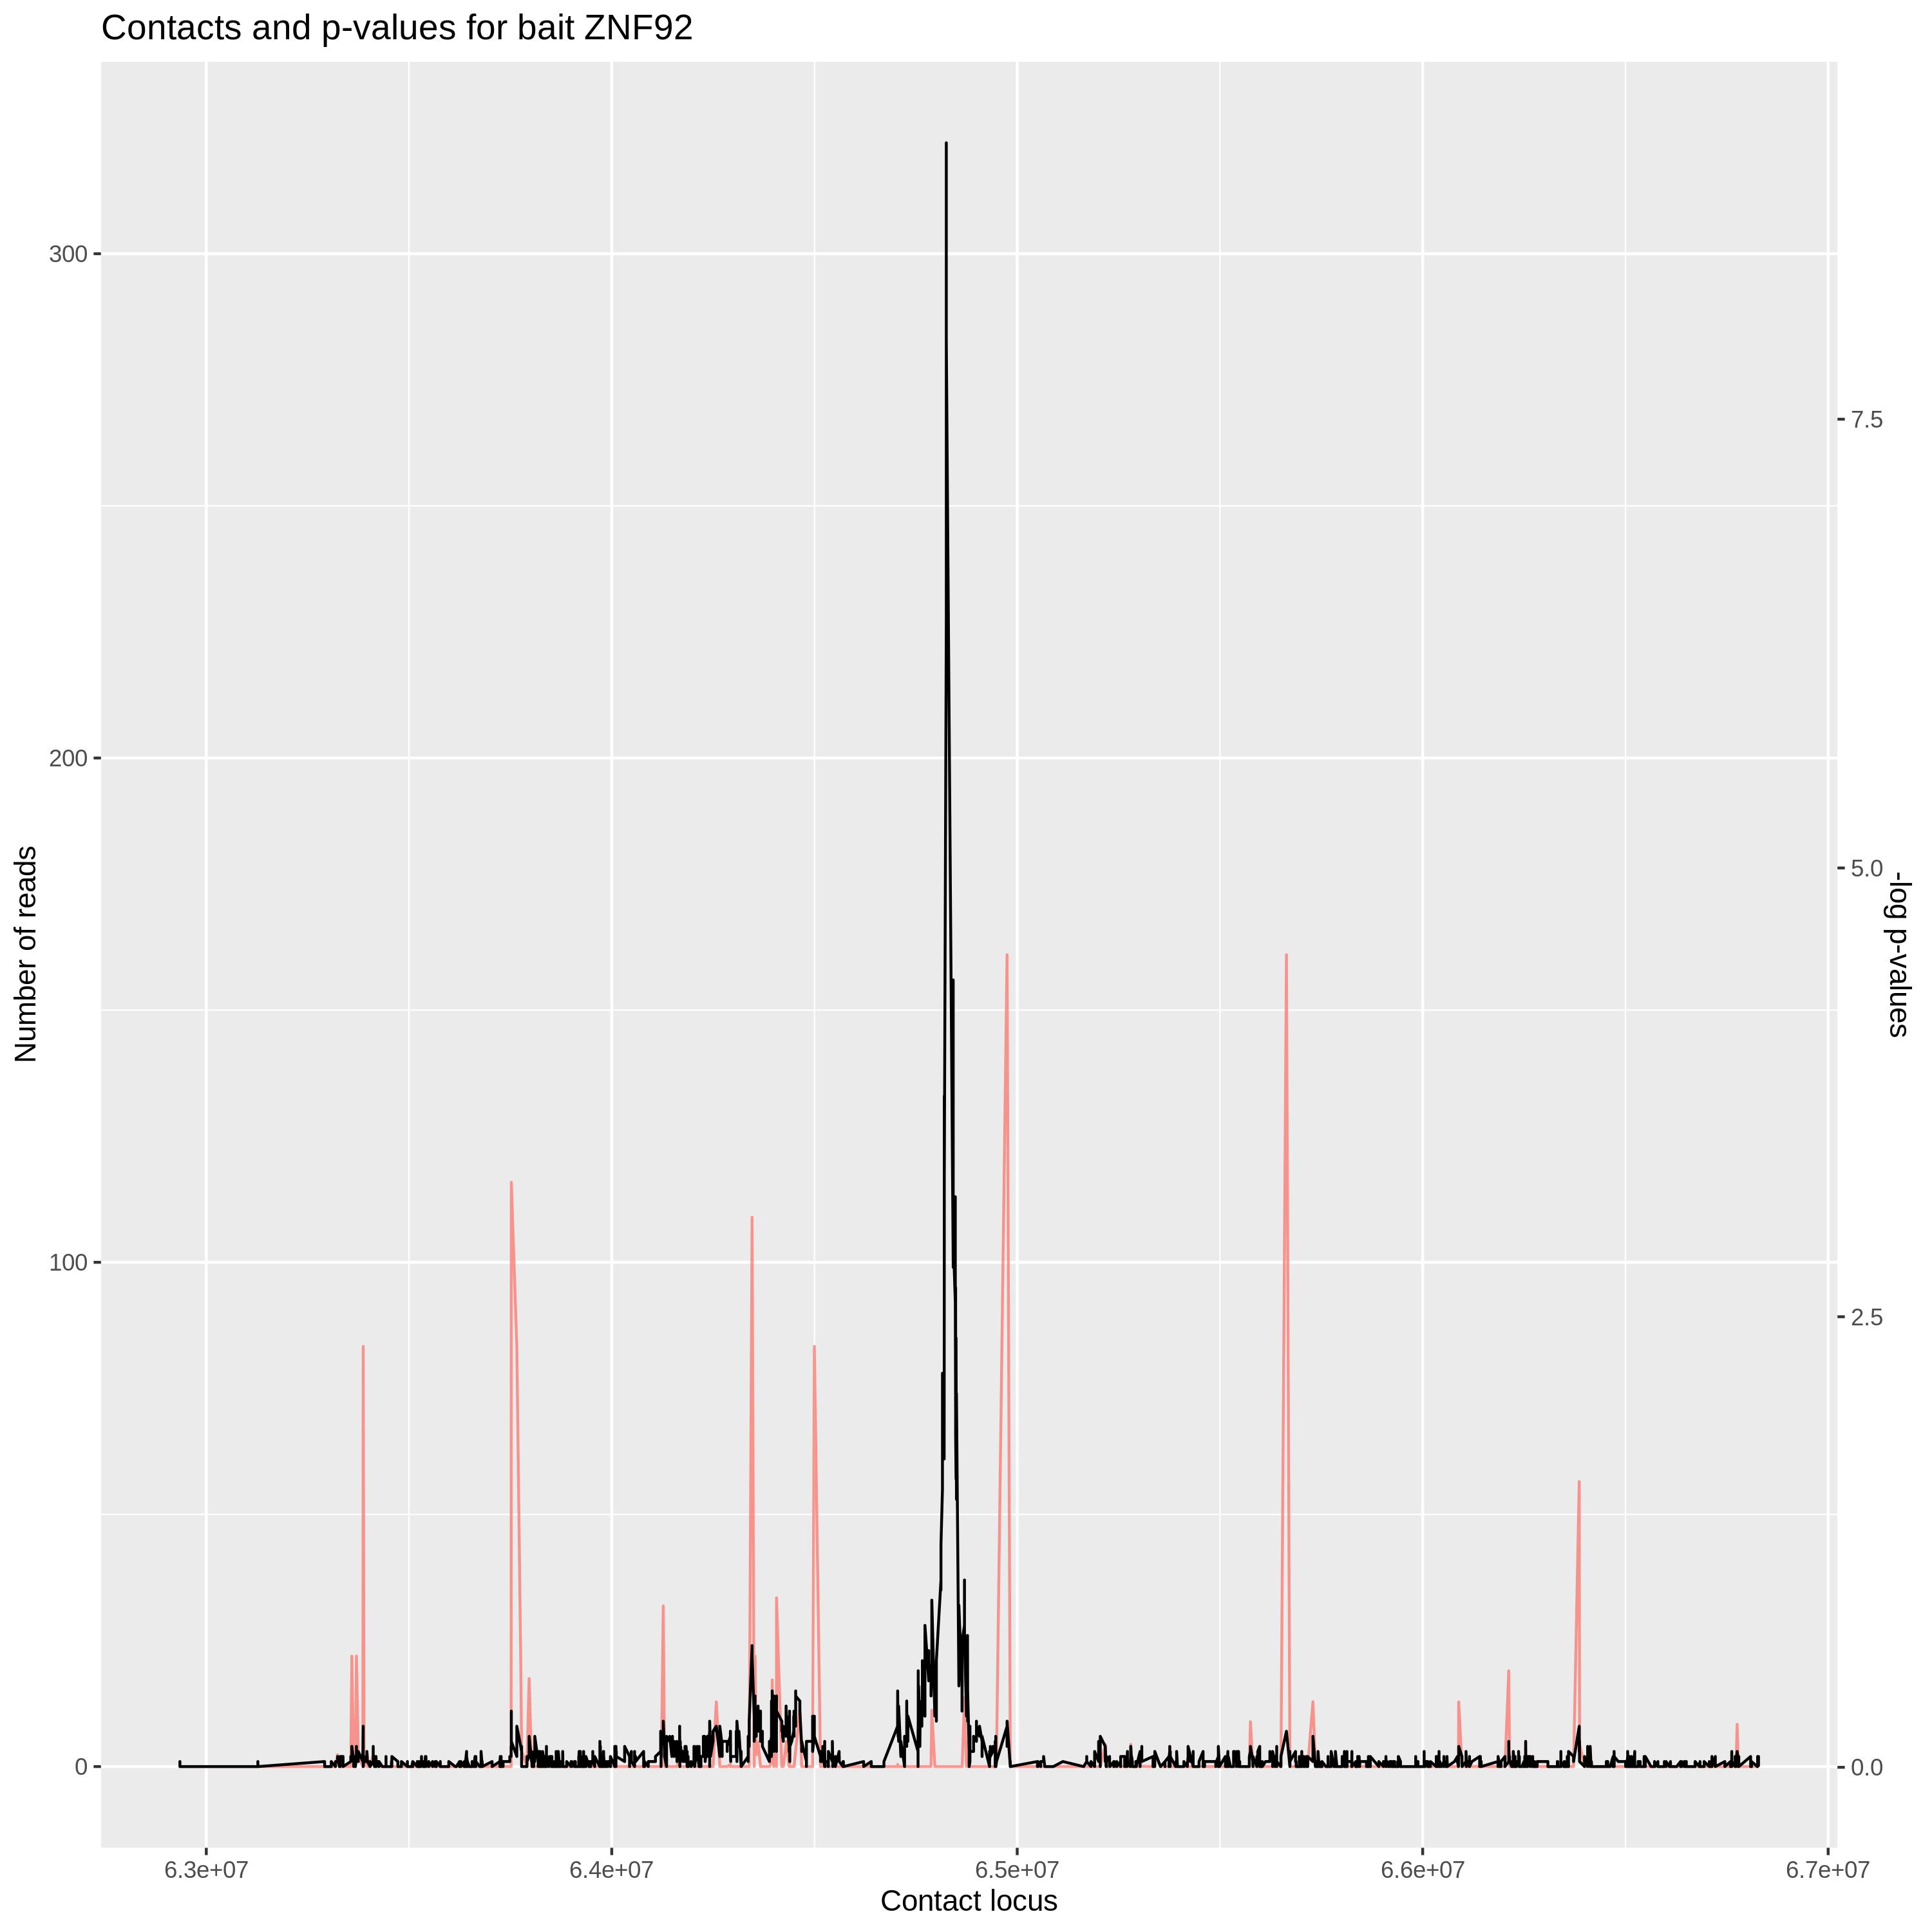 Contacts and p-values for bait ZNF92
Number of reads
300
200
100
0
7.5
5.0
2.5
0.0
-log p-values
6.3e+07
6.4e+07
6.5e+07
6.6e+07
6.7e+07
Contact locus